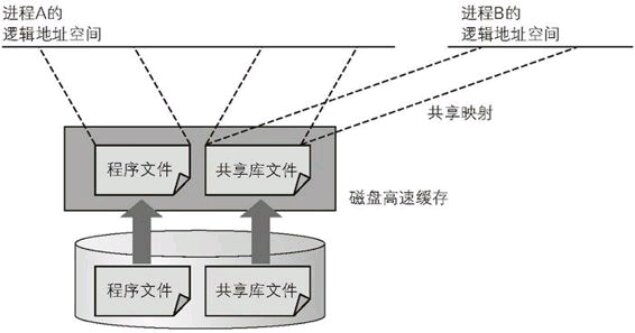 进程A的
逻辑地址空间
进程B的
逻辑地址空间
共享映射
程序文件
共享库文件
磁盘高速缓存
程序文件
共享库文件